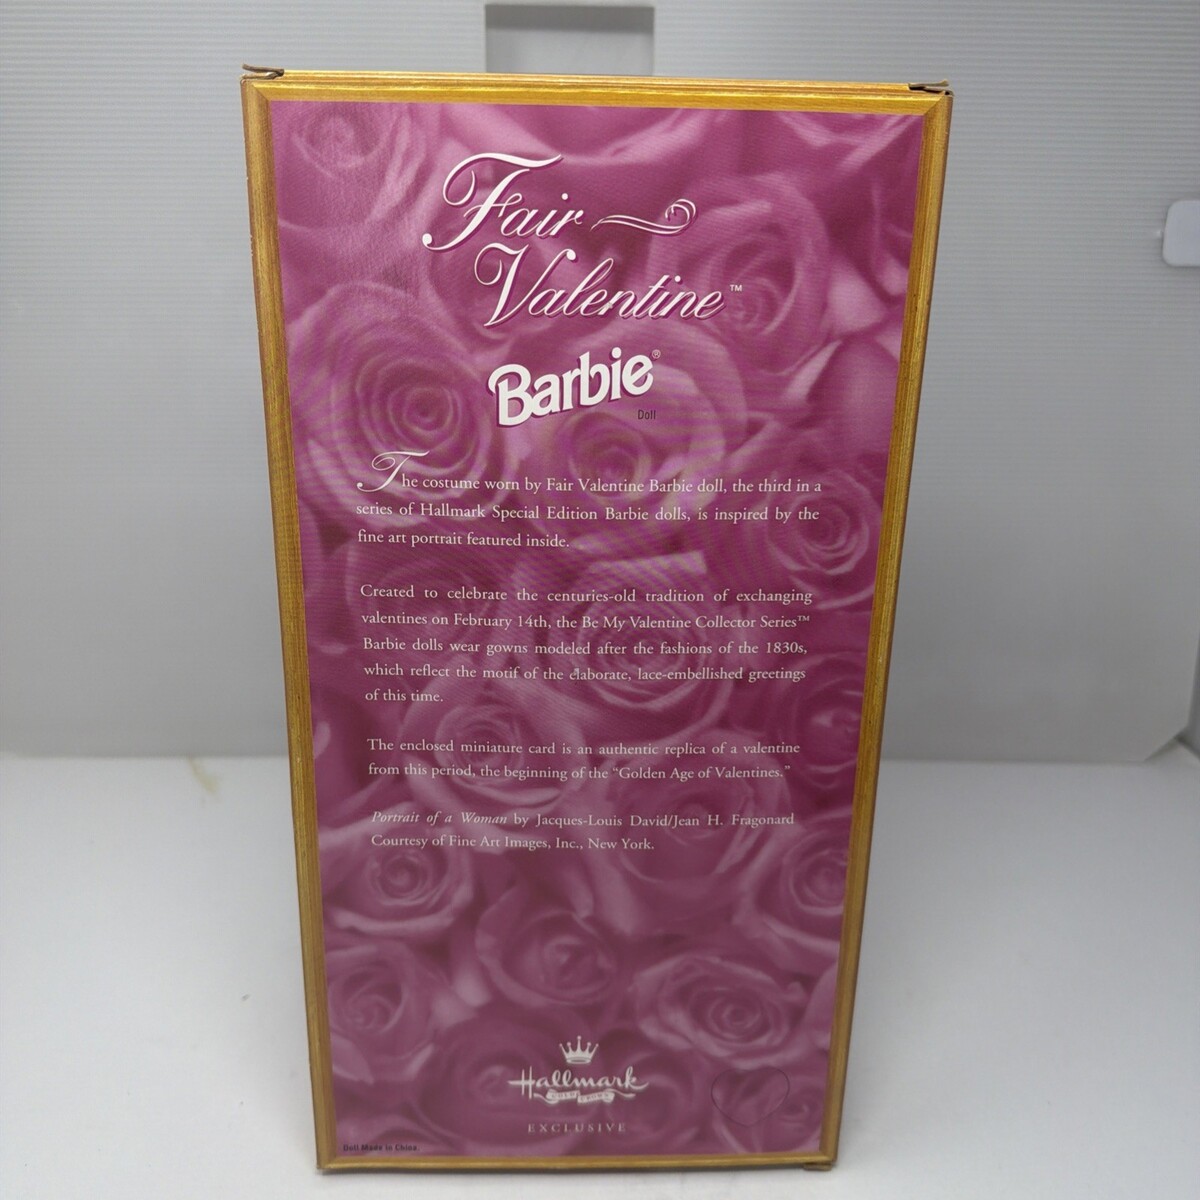 Fair
Valentine™
Barbie®
Doll
The costume worn by Fair Valentine Barbie doll, the third in a
series of Hallmark Special Edition Barbie dolls, is inspired by the
fine art portrait featured inside.
Created to celebrate the centuries-old tradition of exchanging
valentines on February 14th, the Be My Valentine Collector Series™
Barbie dolls wear gowns modeled after the fashions of the 1830s,
which reflect the motif of the elaborate, lace-embellished greetings
of this time.
The enclosed miniature card is an authentic replica of a valentine
from this period, the beginning of the “Golden Age of Valentines.”
Portrait of a Woman by Jacques-Louis David/Jean H. Fragonard
Courtesy of Fine Art Images, Inc., New York.
Hallmark
GOLD CROWN
EXCLUSIVE
Doll Made in China